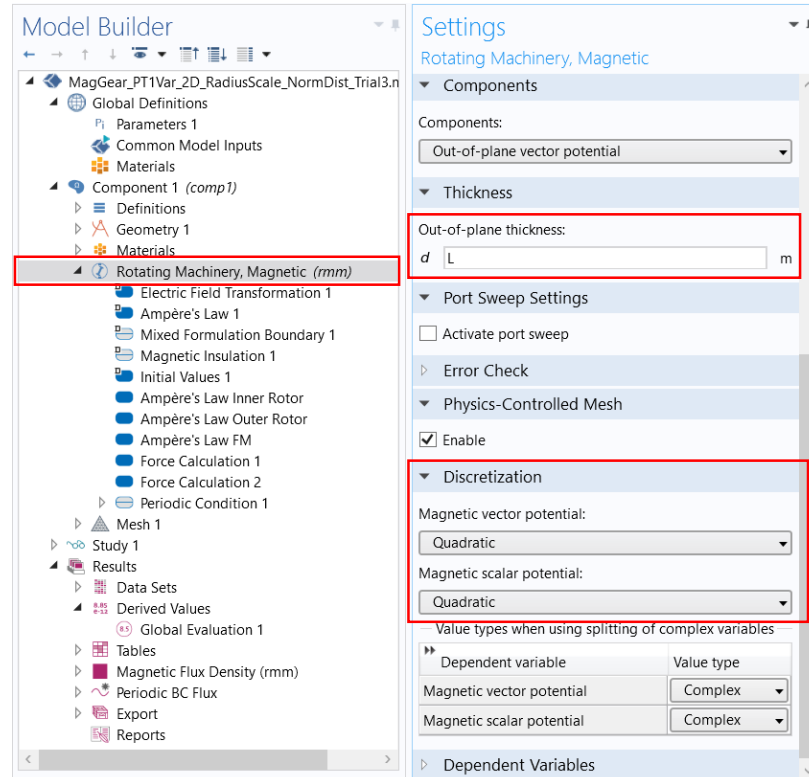 Model Builder
MagGear_PT1Var_2D_RadiusScale_NormDist_Trial3.m
Global Definitions
Pi Parameters 1
Common Model Inputs
Materials
Component 1 (comp1)
Definitions
Geometry 1
Materials
Rotating Machinery, Magnetic (rmm)
Electric Field Transformation 1
Ampère's Law 1
Mixed Formulation Boundary 1
Magnetic Insulation 1
Initial Values 1
Ampère's Law Inner Rotor
Ampère's Law Outer Rotor
Ampère's Law FM
Force Calculation 1
Force Calculation 2
Periodic Condition 1
Mesh 1
Study 1
Results
Data Sets
8.85
e-12
Derived Values
8.5 Global Evaluation 1
Tables
Magnetic Flux Density (rmm)
Periodic BC Flux
Export
Reports
Settings
Rotating Machinery, Magnetic
Components
Components:
Out-of-plane vector potential
Thickness
Out-of-plane thickness:
d L m
Port Sweep Settings
Activate port sweep
Error Check
Physics-Controlled Mesh
Enable
Discretization
Magnetic vector potential:
Quadratic
Magnetic scalar potential:
Quadratic
Value types when using splitting of complex variables
Dependent variable Value type
Magnetic vector potential Complex
Magnetic scalar potential Complex
Dependent Variables